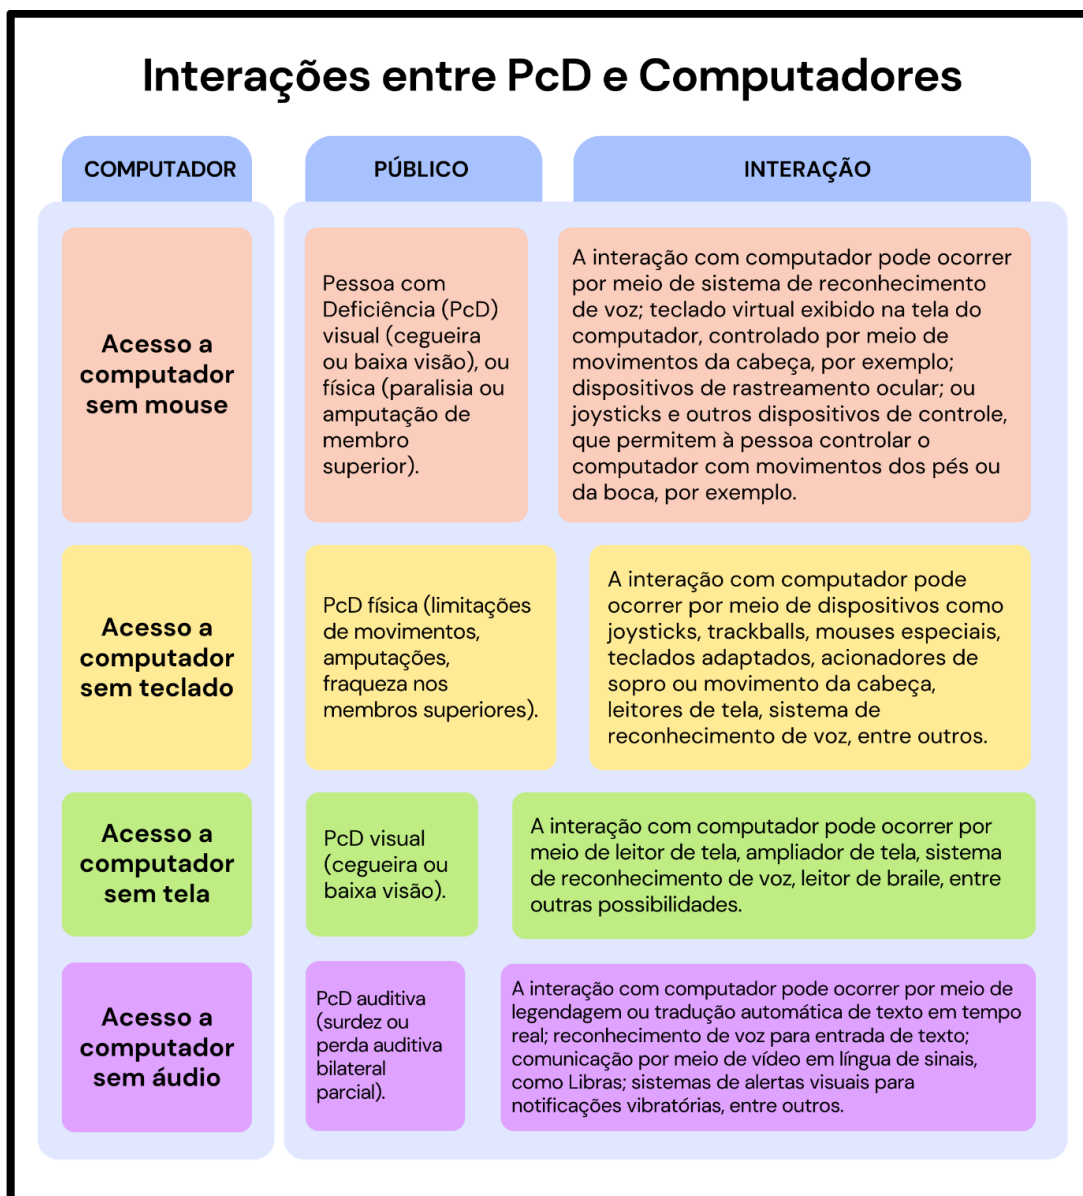 Interações entre PcD e Computadores
COMPUTADOR
PÚBLICO
INTERAÇÃO
Acesso a
computador
sem mouse
Pessoa com
Deficiência (PcD)
visual (cegueira
ou baixa visão), ou
física (paralisia ou
amputação de
membro
superior).
A interação com computador pode ocorrer
por meio de sistema de reconhecimento
de voz; teclado virtual exibido na tela do
computador, controlado por meio de
movimentos da cabeça, por exemplo;
dispositivos de rastreamento ocular; ou
joysticks e outros dispositivos de controle,
que permitem à pessoa controlar o
computador com movimentos dos pés ou
da boca, por exemplo.
Acesso a
computador
sem teclado
PcD física (limitações
de movimentos,
amputações,
fraqueza nos
membros superiores).
A interação com computador pode
ocorrer por meio de dispositivos como
joysticks, trackballs, mouses especiais,
teclados adaptados, acionadores de
sopro ou movimento da cabeça,
leitores de tela, sistema de
reconhecimento de voz, entre outros.
Acesso a
computador
sem tela
PcD visual
(cegueira ou
baixa visão).
A interação com computador pode ocorrer por
meio de leitor de tela, ampliador de tela, sistema
de reconhecimento de voz, leitor de braile, entre
outras possibilidades.
Acesso a
computador
sem áudio
PcD auditiva
(surdez ou
perda auditiva
bilateral
parcial).
A interação com computador pode ocorrer por meio de
legendagem ou tradução automática de texto em tempo
real; reconhecimento de voz para entrada de texto;
comunicação por meio de vídeo em língua de sinais,
como Libras; sistemas de alertas visuais para
notificações vibratórias, entre outros.